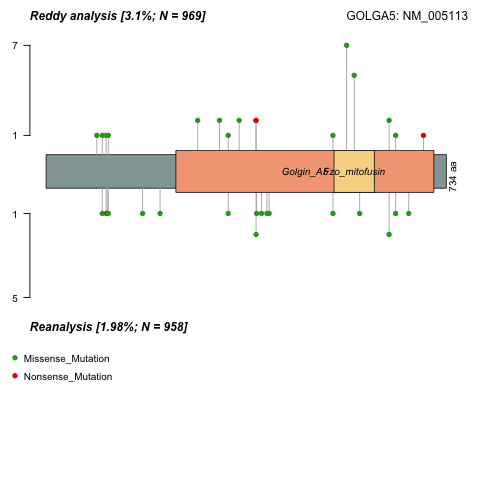 Reddy analysis [3.1%; N = 969]
GOLGA5: NM_005113
7
1
Golgin_A5
Fzo_mitofusin
734 aa
1
5
Reanalysis [1.98%; N = 958]
Missense_Mutation
Nonsense_Mutation